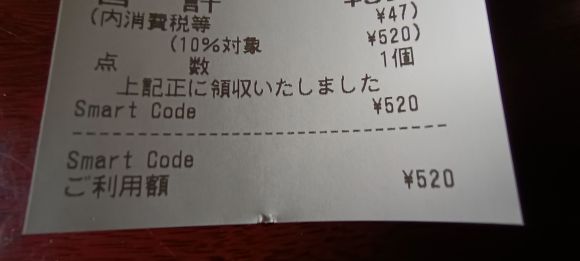 (内消費税等 ¥47)
(10%対象 ¥520)
点 数 1個
上記正に領収いたしました
Smart Code ¥520
Smart Code
ご利用額 ¥520